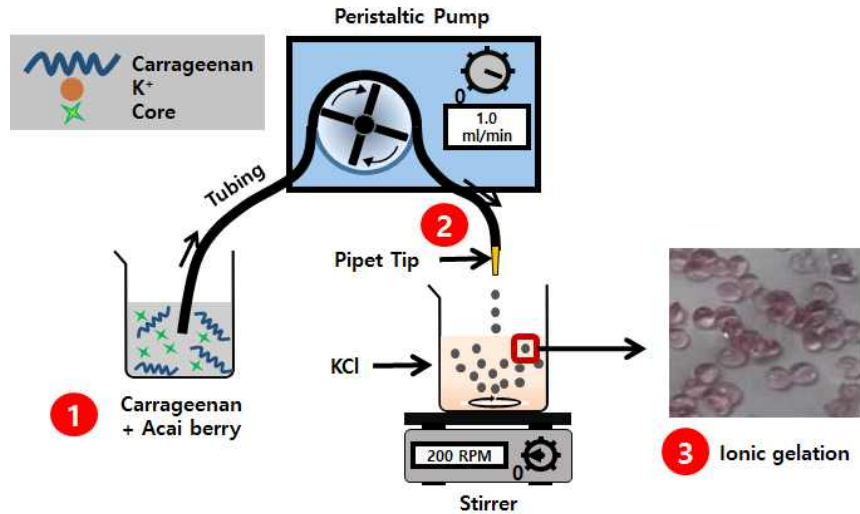 Peristaltic Pump
Carrageenan
K⁺
Core
0
1.0
ml/min
Tubing
2
Pipet Tip
KCl
1
Carrageenan
+ Acai berry
200 RPM
0
Stirrer
3
Ionic gelation